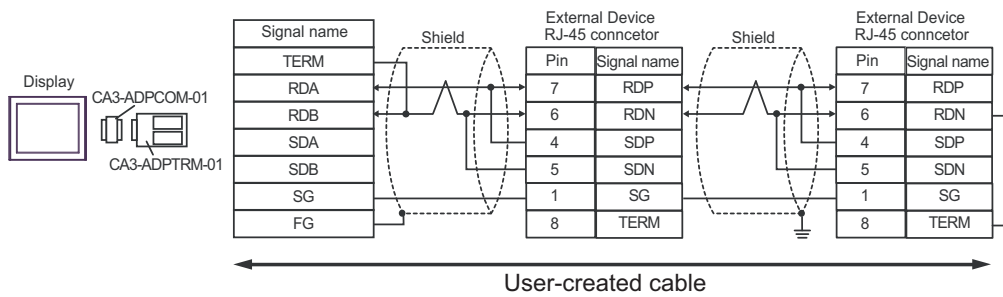 Display
CA3-ADPCOM-01
CA3-ADPTRM-01
Signal name
TERM
RDA
RDB
SDA
SDB
SG
FG
Shield
External Device
RJ-45 conncetor
Pin Signal name
7 RDP
6 RDN
4 SDP
5 SDN
1 SG
8 TERM
Shield
External Device
RJ-45 conncetor
Pin Signal name
7 RDP
6 RDN
4 SDP
5 SDN
1 SG
8 TERM
User-created cable